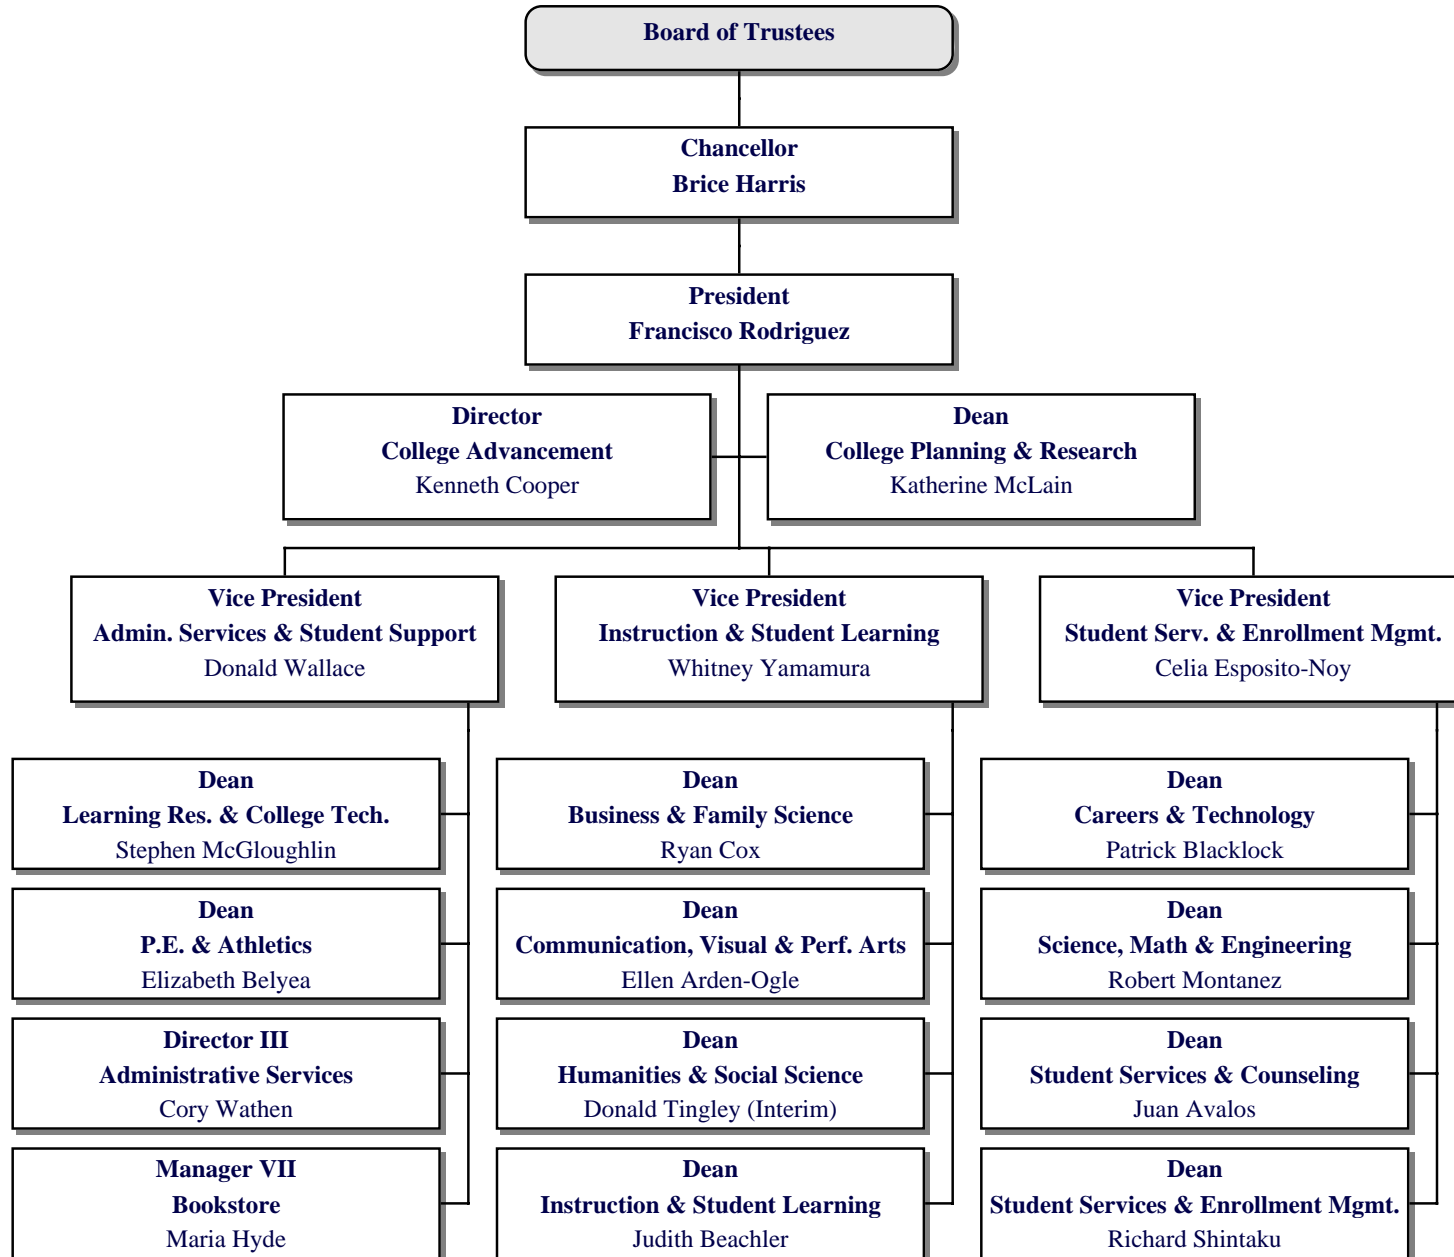 Board of Trustees
Chancellor
Brice Harris
President
Francisco Rodriguez
Director
College Advancement
Kenneth Cooper
Dean
College Planning & Research
Katherine McLain
Vice President
Admin. Services & Student Support
Donald Wallace
Vice President
Instruction & Student Learning
Whitney Yamamura
Vice President
Student Serv. & Enrollment Mgmt.
Celia Esposito-Noy
Dean
Learning Res. & College Tech.
Stephen McGloughlin
Dean
Business & Family Science
Ryan Cox
Dean
Careers & Technology
Patrick Blacklock
Dean
P.E. & Athletics
Elizabeth Belyea
Dean
Communication, Visual & Perf. Arts
Ellen Arden-Ogle
Dean
Science, Math & Engineering
Robert Montanez
Director III
Administrative Services
Cory Wathen
Dean
Humanities & Social Science
Donald Tingley (Interim)
Dean
Student Services & Counseling
Juan Avalos
Manager VII
Bookstore
Maria Hyde
Dean
Instruction & Student Learning
Judith Beachler
Dean
Student Services & Enrollment Mgmt.
Richard Shintaku